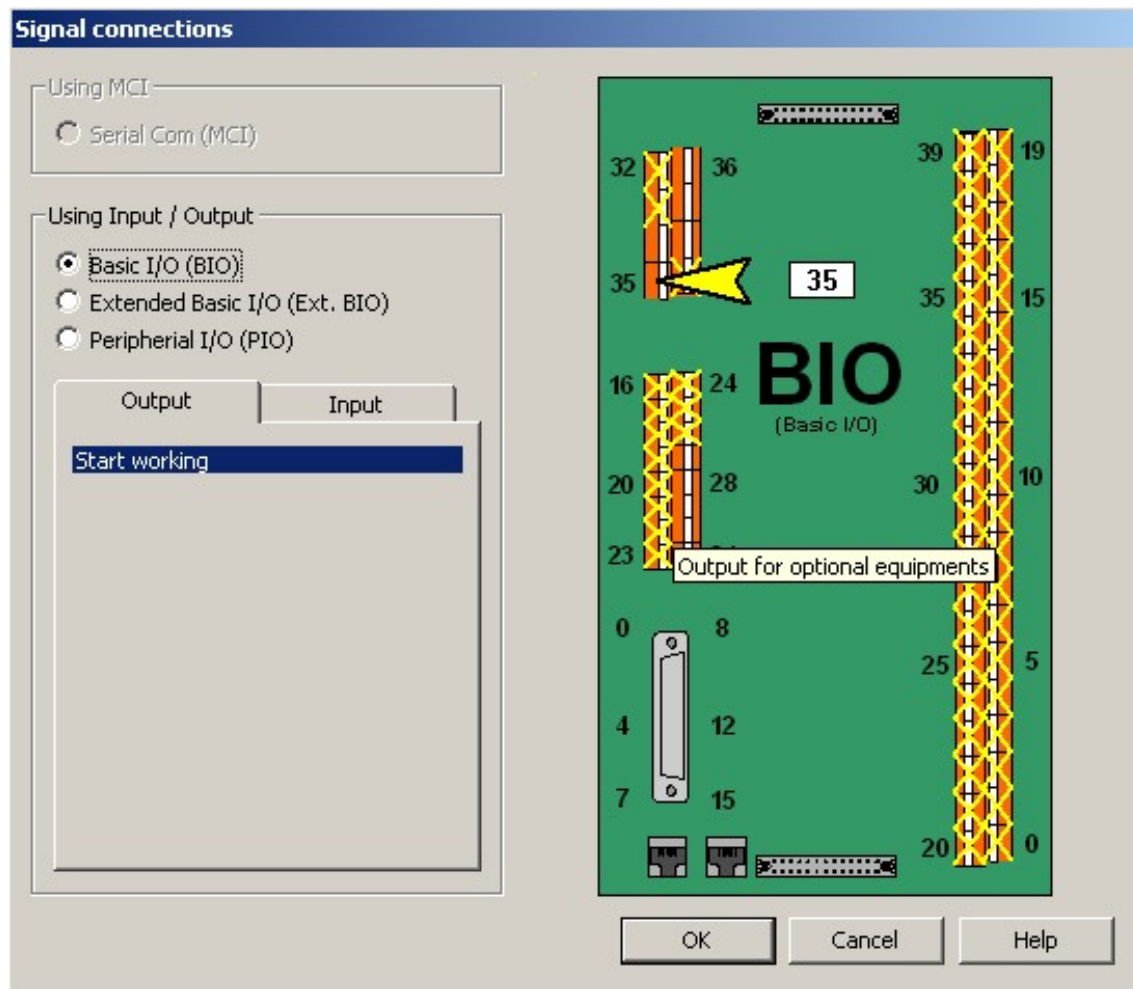 Signal connections
Using MCI
Serial Com (MCI)
Using Input / Output
Basic I/O (BIO)
Extended Basic I/O (Ext. BIO)
Peripherial I/O (PIO)
Output
Input
Start working
32
36
39
19
35
35
35
15
16
24
BIO
(Basic I/O)
20
28
30
10
23
Output for optional equipments
0
8
25
5
4
12
7
15
20
0
OK
Cancel
Help